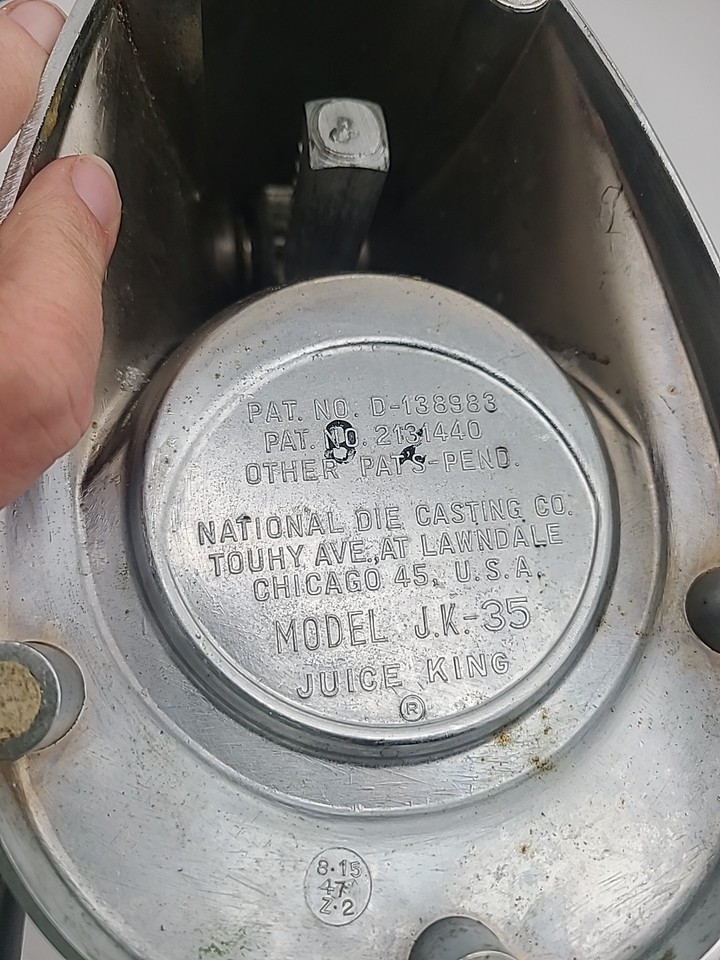 PAT. NO. D-138983
PAT. NO. 2131440
OTHER PATS-PEND.
NATIONAL DIE CASTING CO.
TOUHY AVE., AT LAWNDALE
CHICAGO 45, U.S.A.
MODEL J.K.-35
JUICE KING
®
8·15
47
Z·2